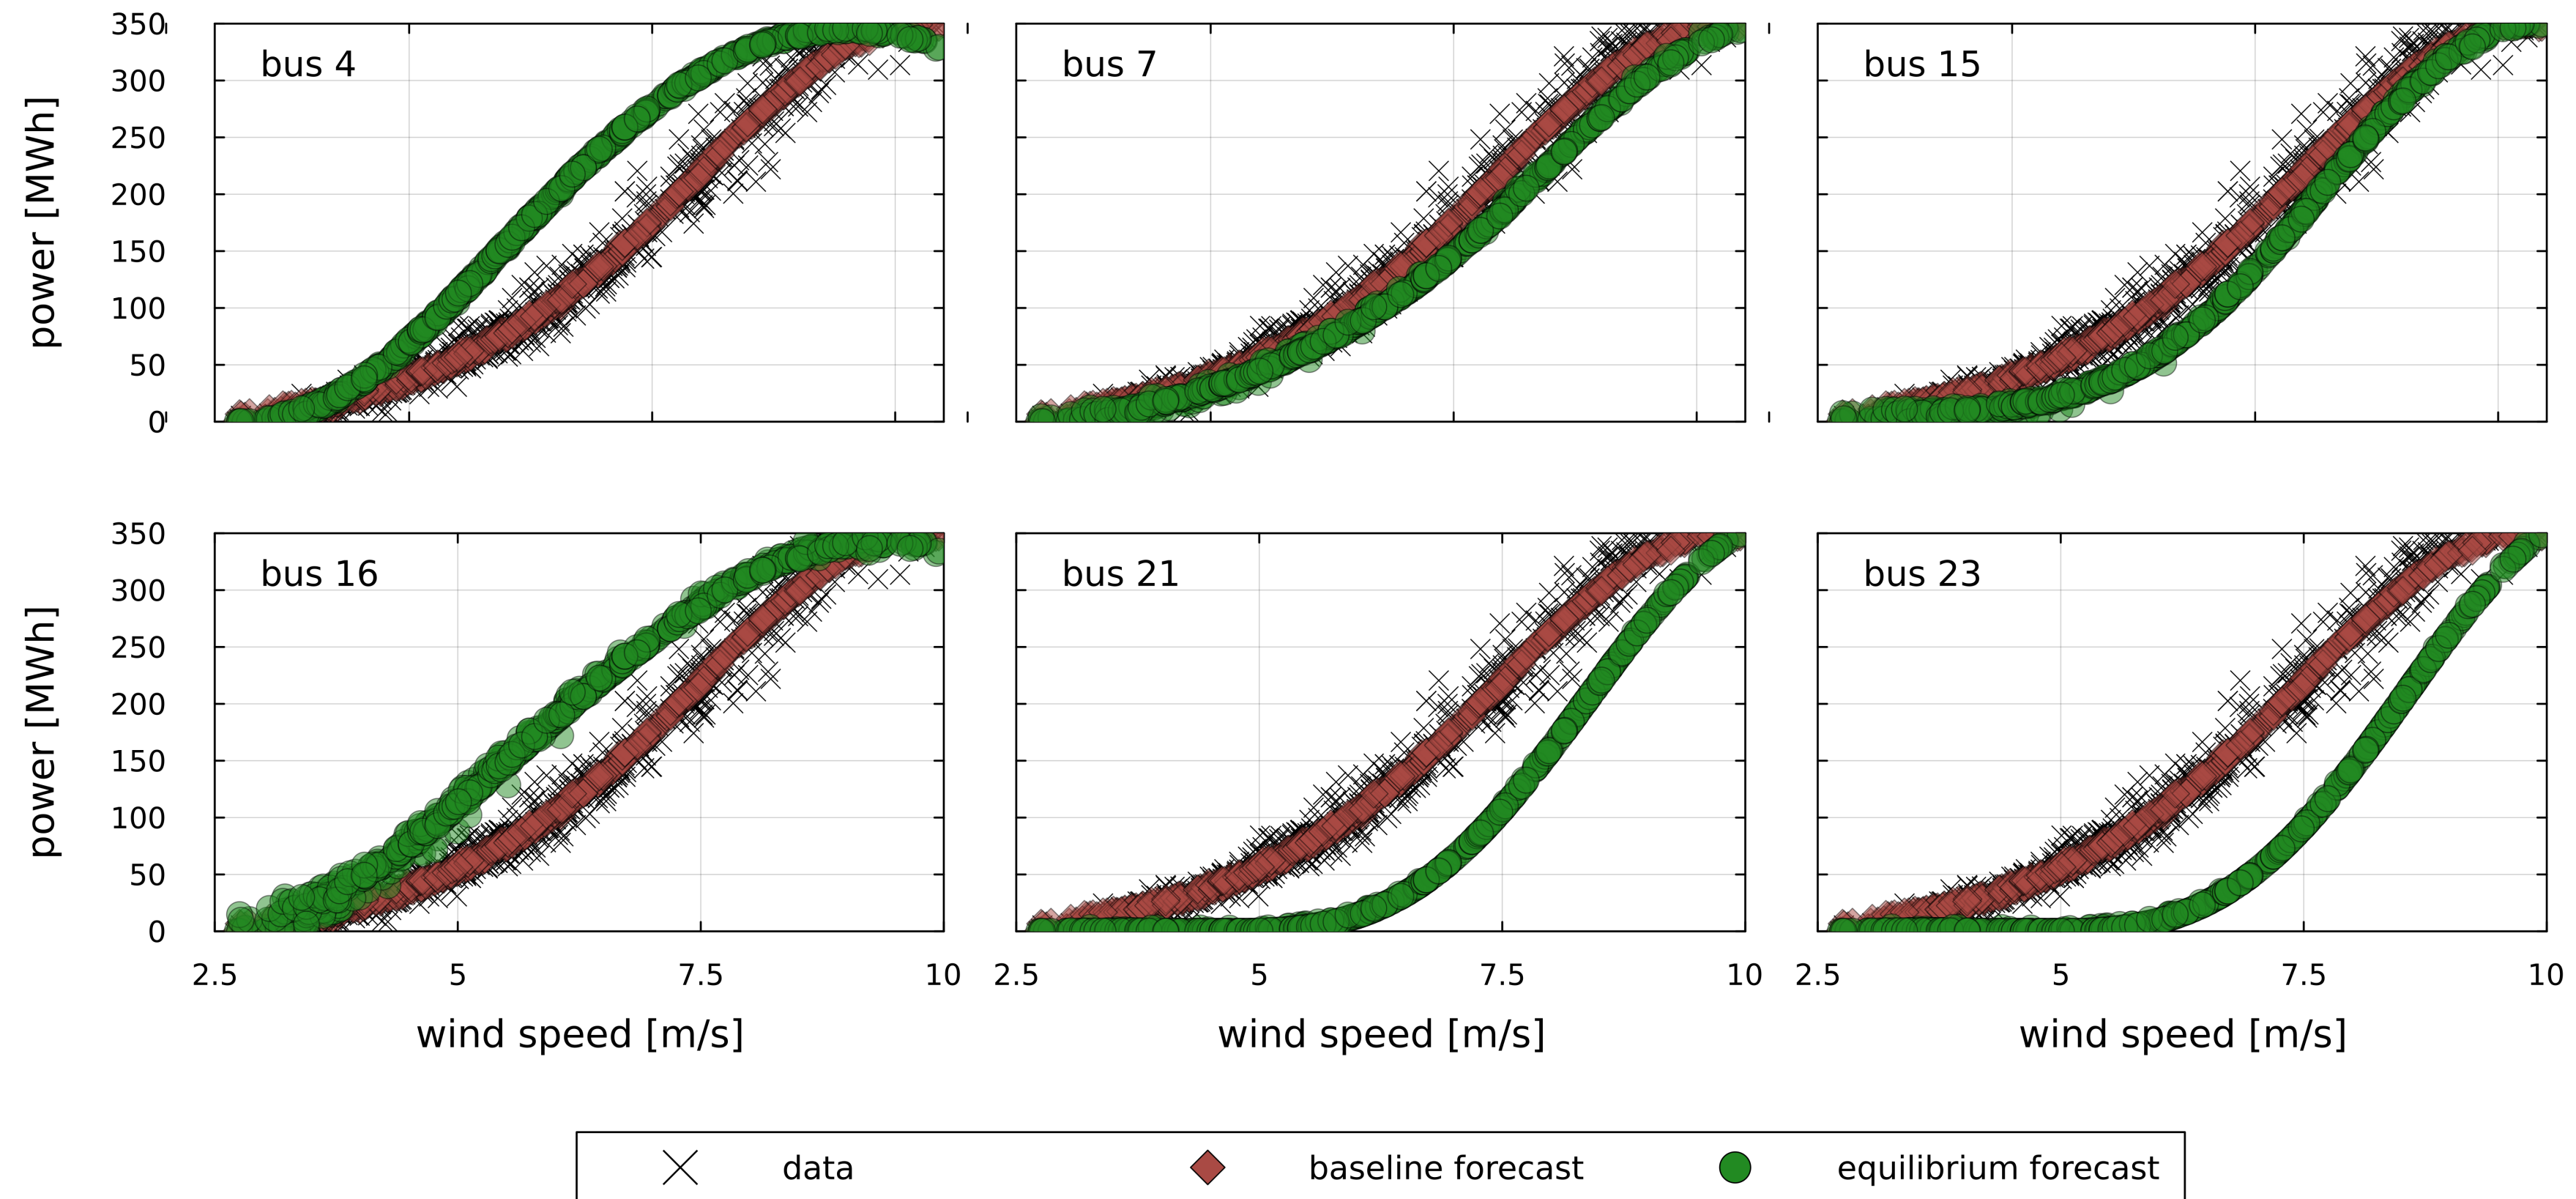 350
300
250
200
150
100
50
0
power [MWh]
bus 4
bus 7
bus 15
350
300
250
200
150
100
50
0
power [MWh]
bus 16
bus 21
bus 23
2.5 5 7.5 10 2.5 5 7.5 10 2.5 5 7.5 10
wind speed [m/s] wind speed [m/s] wind speed [m/s]
data baseline forecast equilibrium forecast